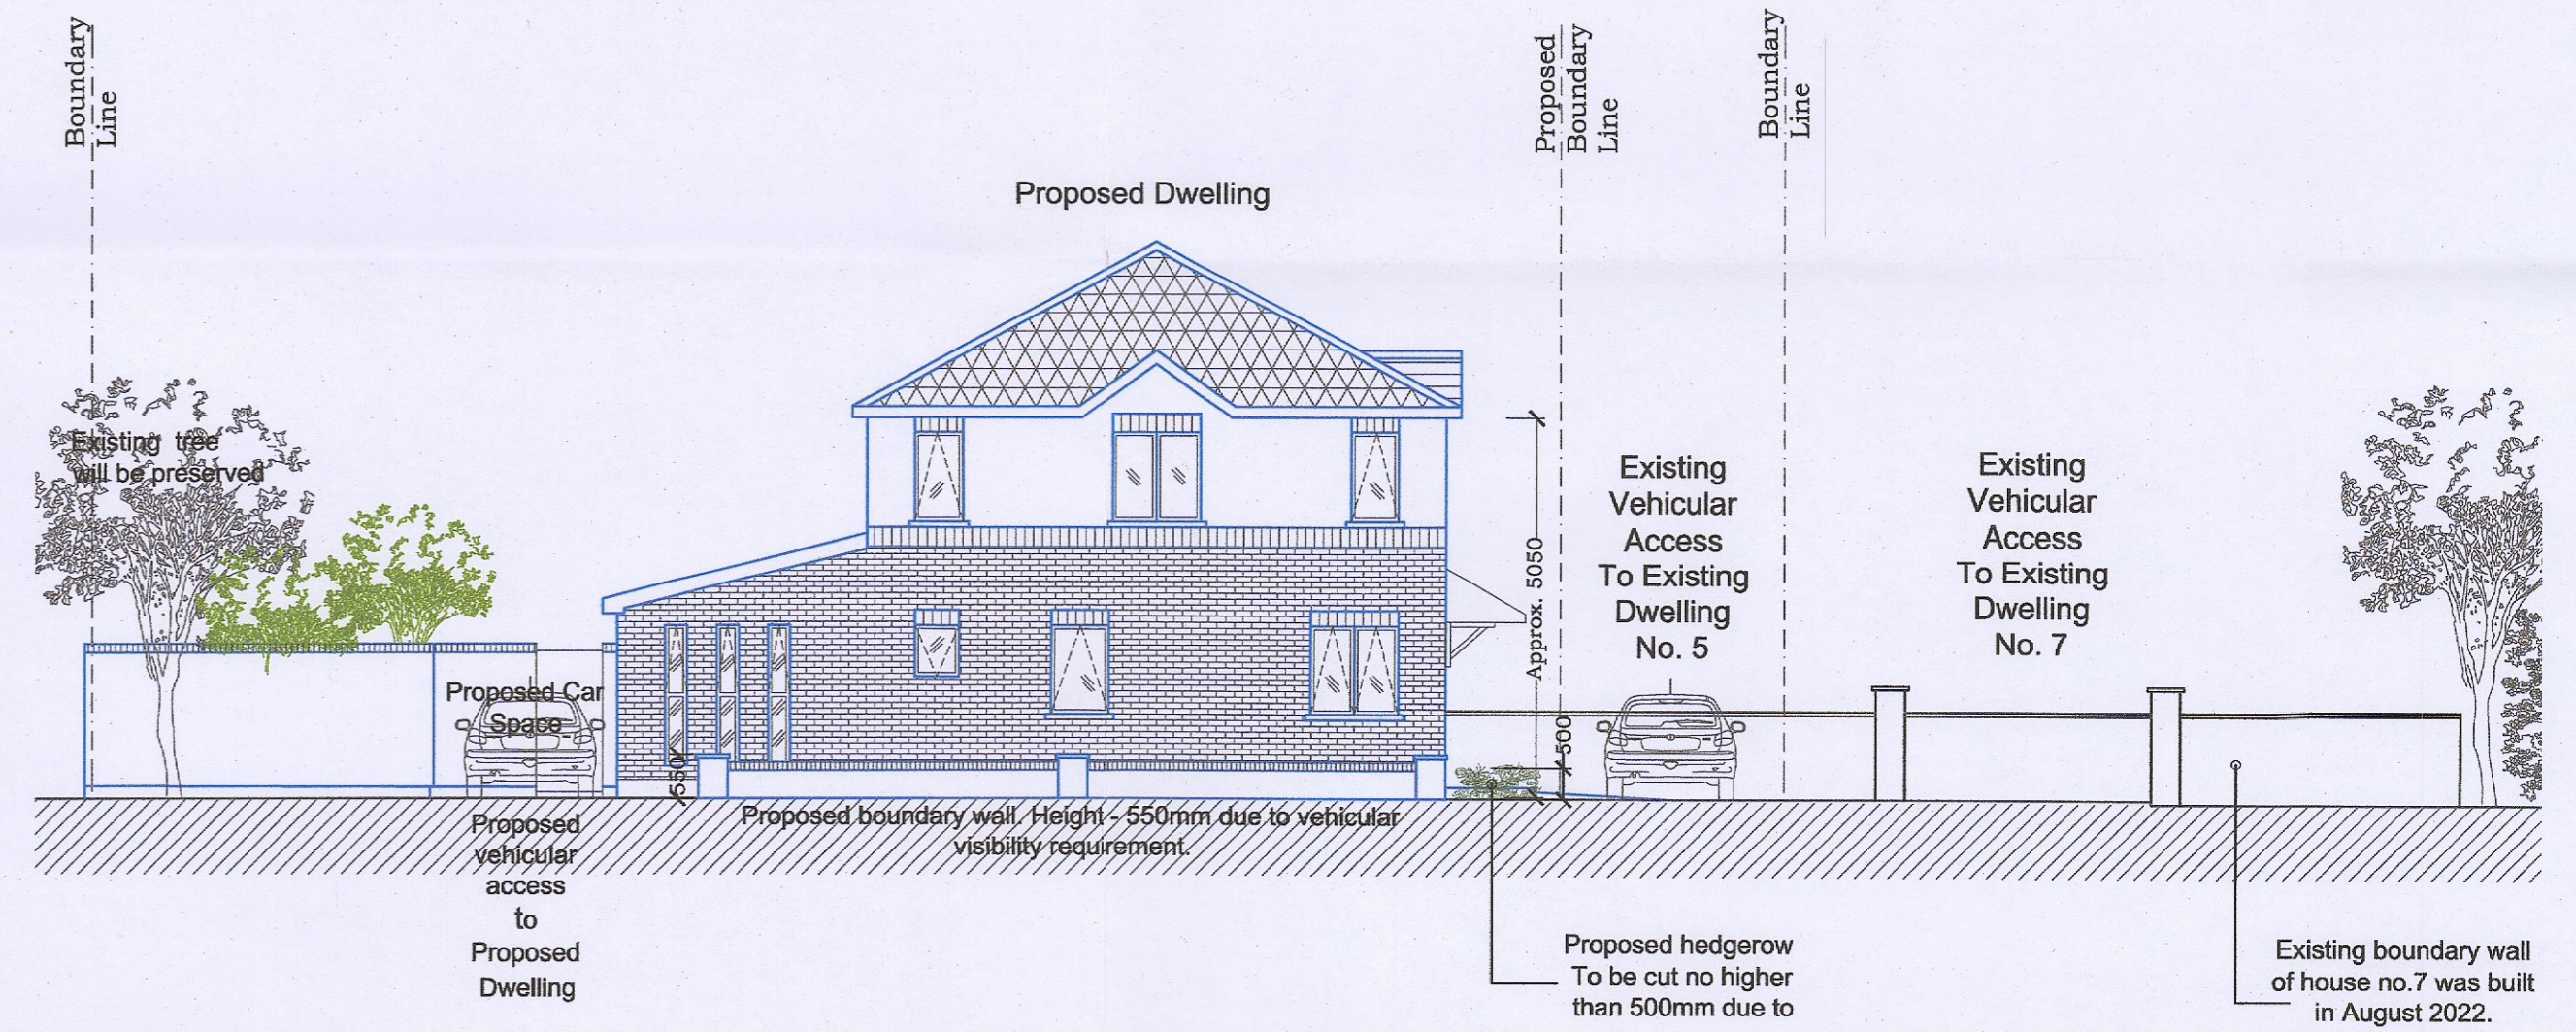 Boundary
Line
Proposed
Boundary
Line
Boundary
Line
Proposed Dwelling
Existing tree
will be preserved
Existing
Vehicular
Access
To Existing
Dwelling
No. 5
Existing
Vehicular
Access
To Existing
Dwelling
No. 7
Approx. 5050
Proposed Car
Space
550
500
Proposed boundary wall. Height - 550mm due to vehicular
visibility requirement.
Proposed
vehicular
access
to
Proposed
Dwelling
Proposed hedgerow
To be cut no higher
than 500mm due to
Existing boundary wall
of house no.7 was built
in August 2022.